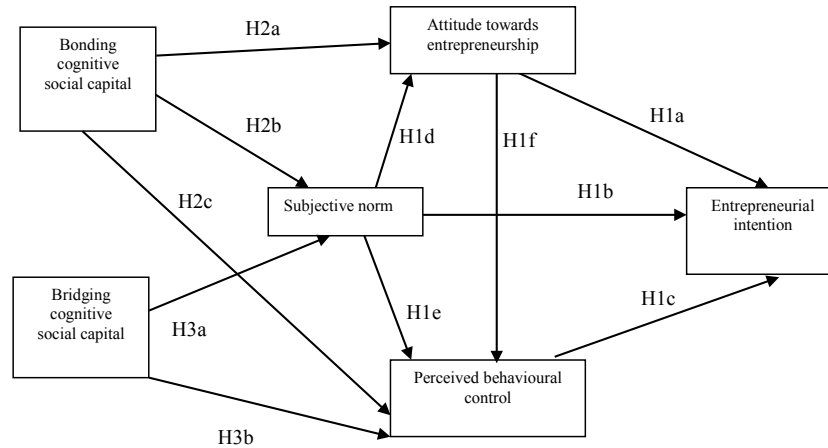 H2a
Attitude towards
entrepreneurship
Bonding
cognitive
social capital
H2b
H1d
H1f
H1a
H2c
Subjective norm
H1b
Entrepreneurial
intention
Bridging
cognitive
social capital
H3a
H1e
H1c
Perceived behavioural
control
H3b